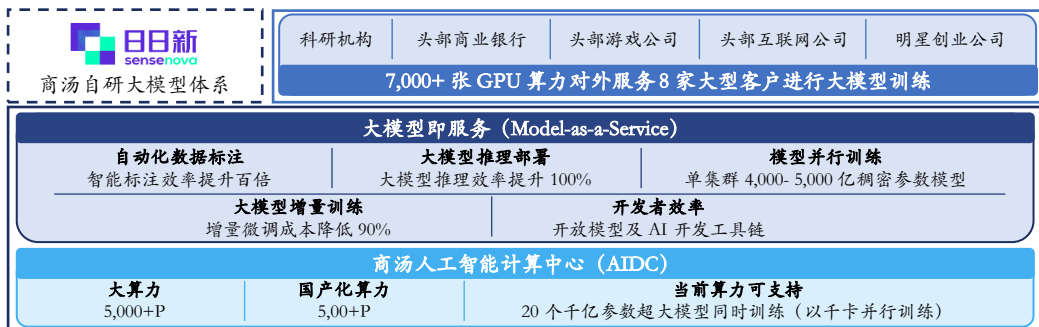 日日新
sensenova
商汤自研大模型体系
科研机构 头部商业银行 头部游戏公司 头部互联网公司 明星创业公司
7,000+ 张 GPU 算力对外服务 8 家大型客户进行大模型训练
大模型即服务（Model-as-a-Service）
自动化数据标注 大模型推理部署 模型并行训练
智能标注效率提升百倍 大模型推理效率提升 100% 单集群 4,000- 5,000 亿稠密参数模型
大模型增量训练 开发者效率
增量微调成本降低 90% 开放模型及 AI 开发工具链
商汤人工智能计算中心（AIDC）
大算力 国产化算力 当前算力可支持
5,000+P 5,00+P 20 个千亿参数超大模型同时训练（以千卡并行训练）